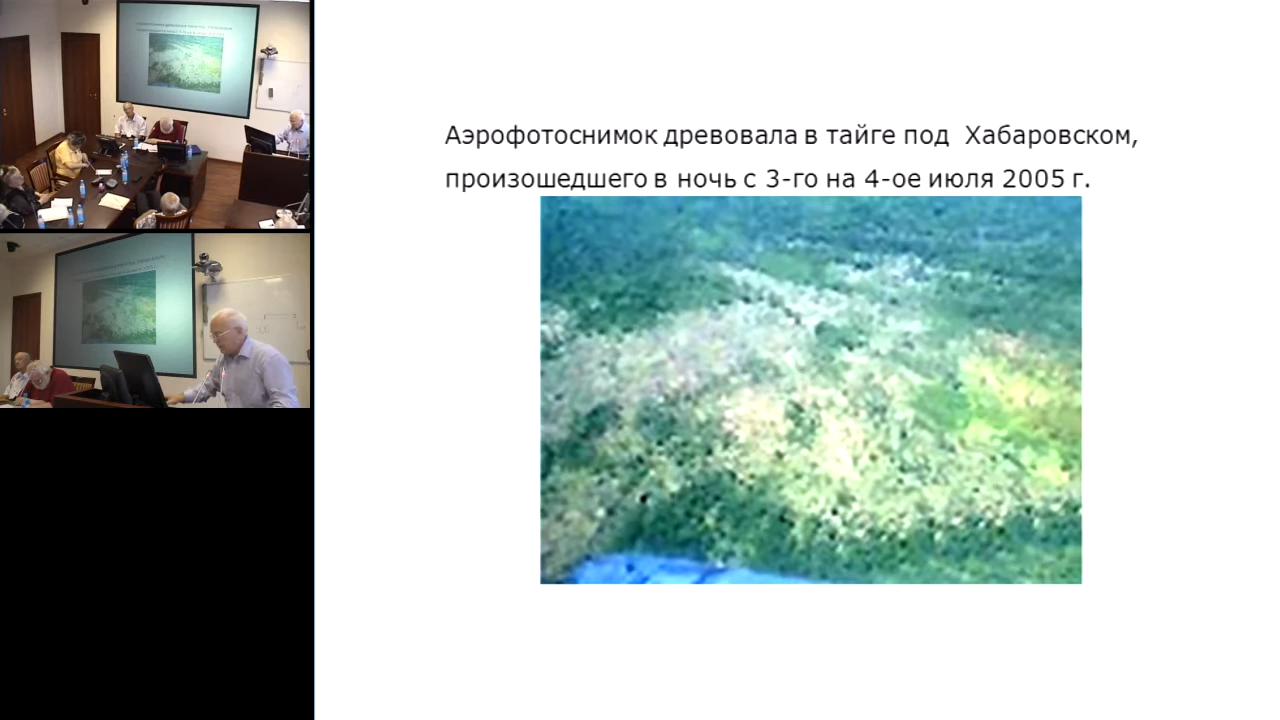 Аэрофотоснимок древовала в тайге под Хабаровском,
произошедшего в ночь с 3-го на 4-ое июля 2005 г.